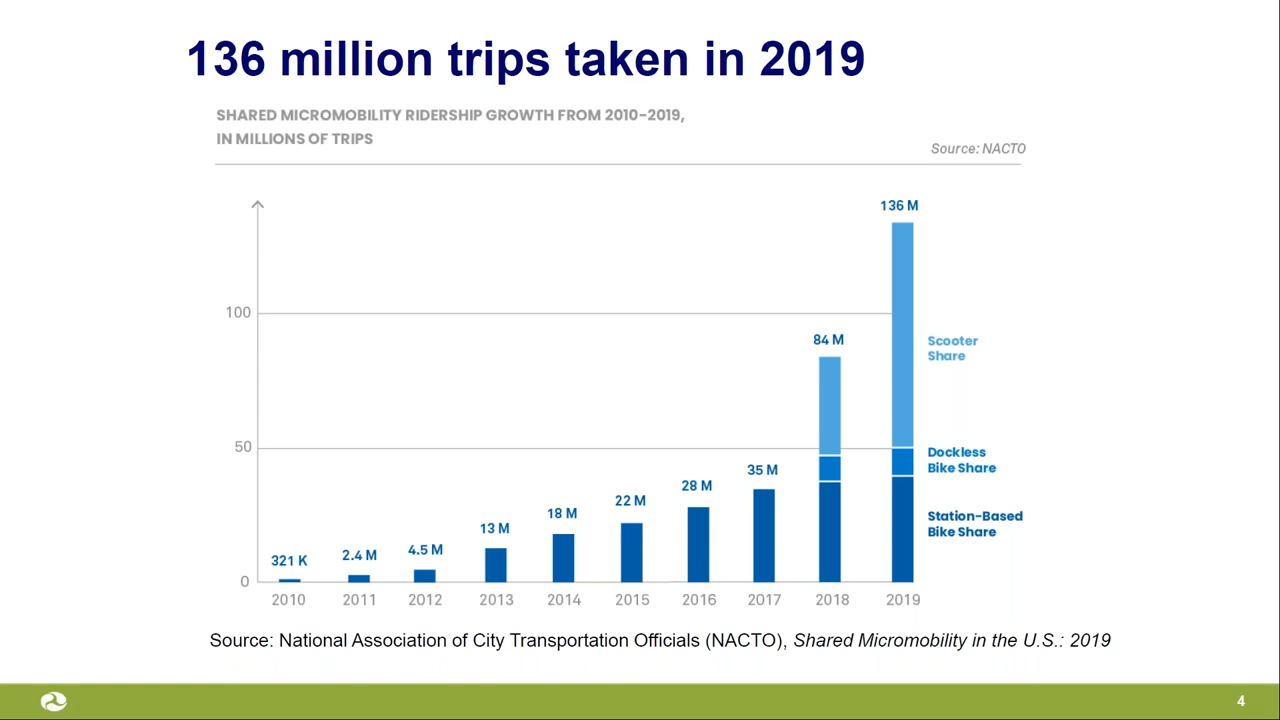 136 million trips taken in 2019
SHARED MICROMOBILITY RIDERSHIP GROWTH FROM 2010-2019,
IN MILLIONS OF TRIPS
Source: NACTO
136 M
100
84 M
Scooter
Share
50
Dockless
Bike Share
35 M
28 M
22 M
18 M
13 M
Station-Based
Bike Share
4.5 M
2.4 M
321 K
0
2010 2011 2012 2013 2014 2015 2016 2017 2018 2019
Source: National Association of City Transportation Officials (NACTO), Shared Micromobility in the U.S.: 2019
4